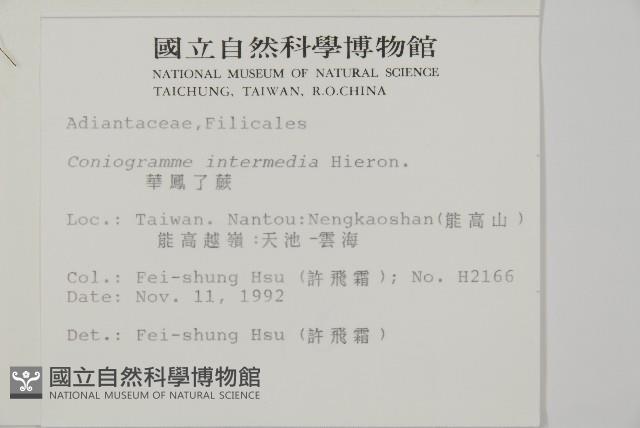 國立自然科學博物館
NATIONAL MUSEUM OF NATURAL SCIENCE
TAICHUNG, TAIWAN, R.O.CHINA
Adiantaceae,Filicales
Coniogramme intermedia Hieron.
華鳳了蕨
Loc.: Taiwan. Nantou:Nengkaoshan(能高山)
能高越嶺:天池-雲海
Col.: Fei-shung Hsu (許飛霜); No. H2166
Date: Nov. 11, 1992
Det.: Fei-shung Hsu (許飛霜)
國立自然科學博物館
NATIONAL MUSEUM OF NATURAL SCIENCE